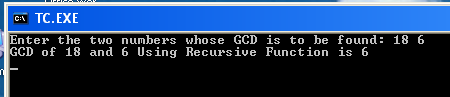 TC.EXE
Enter the two numbers whose GCD is to be found: 18 6
GCD of 18 and 6 Using Recursive Function is 6